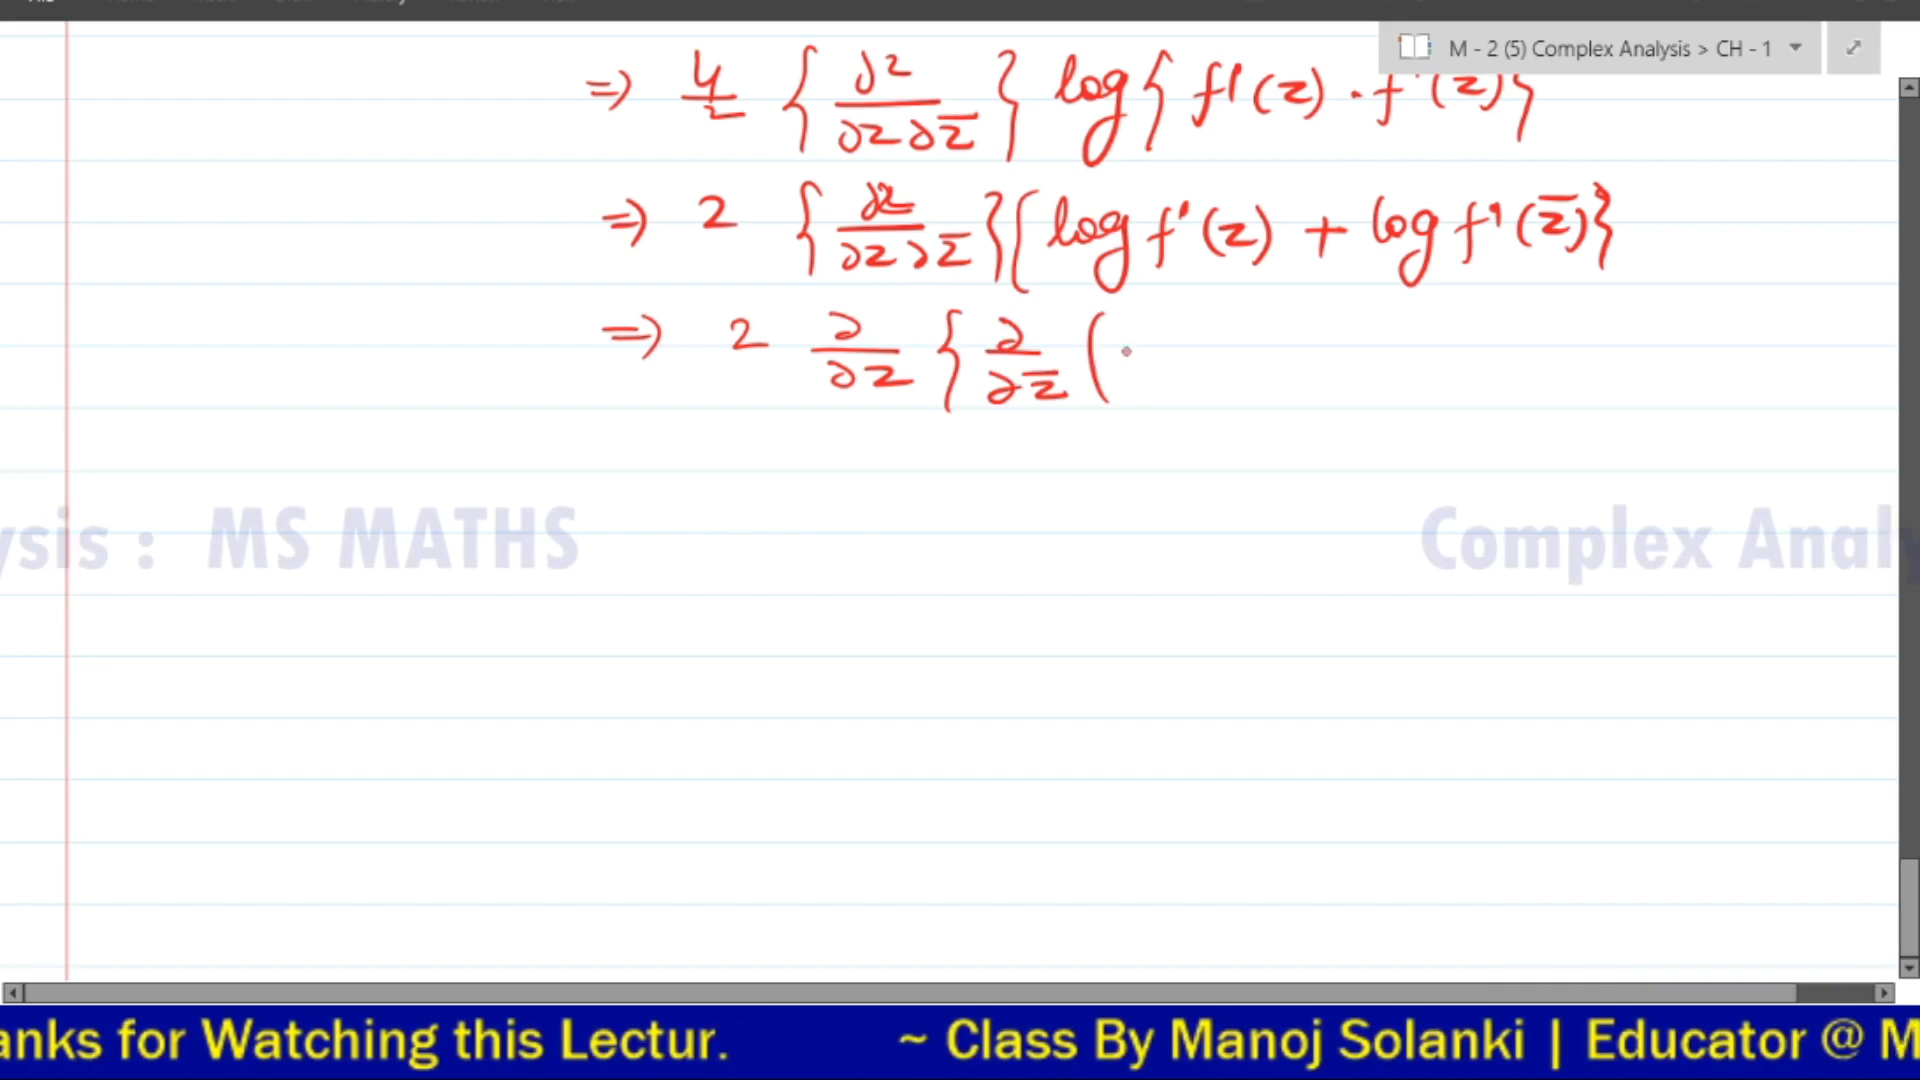 M - 2 (5) Complex Analysis > CH - 1
=> 4/2 { ∂²/∂z∂z̄ } log { f'(z) · f'(z̄) }
=> 2 { ∂²/∂z∂z̄ } { log f'(z) + log f'(z̄) }
=> 2 ∂/∂z { ∂/∂z̄ (
ysis : MS MATHS
Complex Analy
anks for Watching this Lectur. ~ Class By Manoj Solanki | Educator @ M